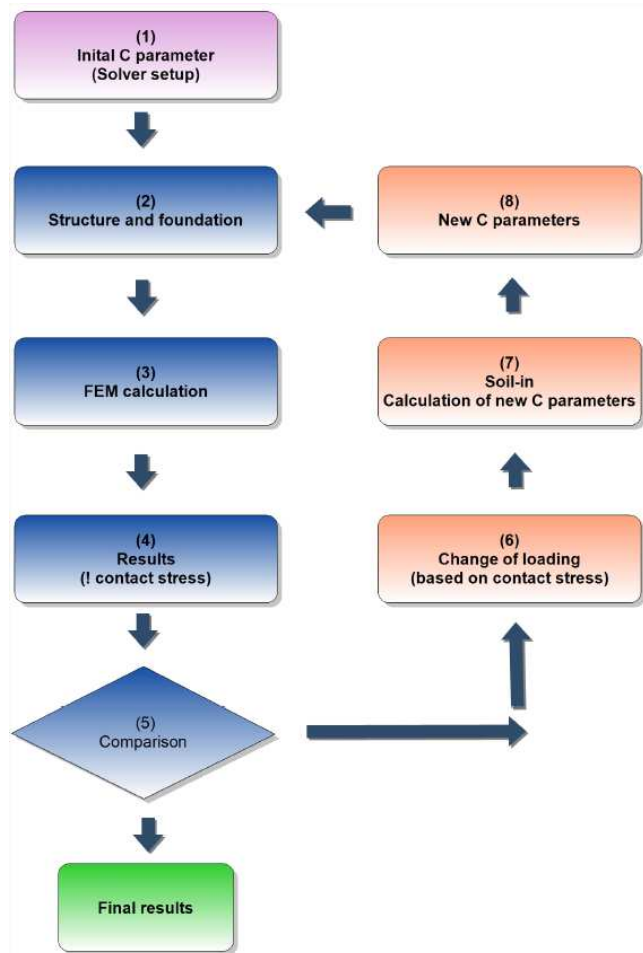 (1)
Inital C parameter
(Solver setup)
(2)
Structure and foundation
(3)
FEM calculation
(4)
Results
(! contact stress)
(5)
Comparison
Final results
(8)
New C parameters
(7)
Soil-in
Calculation of new C parameters
(6)
Change of loading
(based on contact stress)